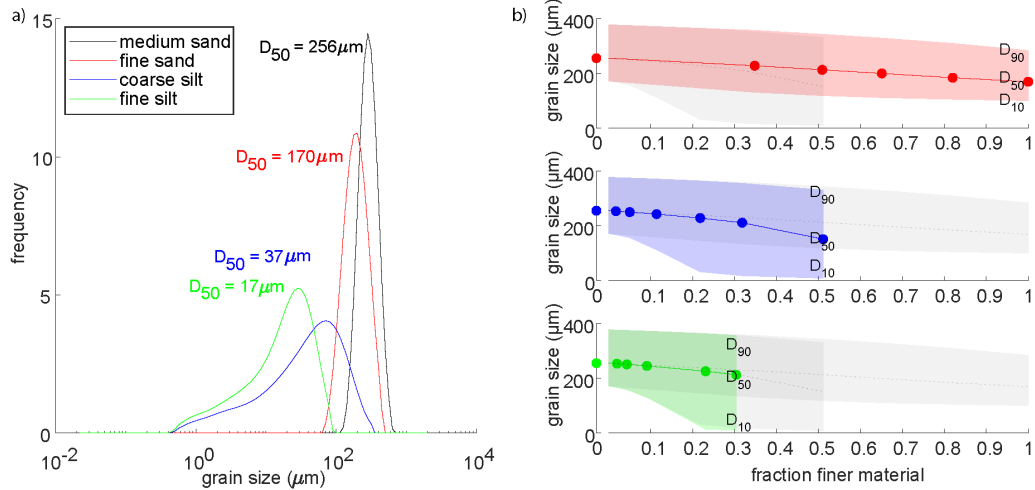 a)
15
10
5
0
frequency
medium sand
fine sand
coarse silt
fine silt
D50 = 256μm
D50 = 170μm
D50 = 37μm
D50 = 17μm
10-2 100 102 104
grain size (μm)
b)
400
200
0
grain size (μm)
D90
D50
D10
0 0.1 0.2 0.3 0.4 0.5 0.6 0.7 0.8 0.9 1
400
200
0
grain size (μm)
D90
D50
D10
0 0.1 0.2 0.3 0.4 0.5 0.6 0.7 0.8 0.9 1
400
200
0
grain size (μm)
D90
D50
D10
0 0.1 0.2 0.3 0.4 0.5 0.6 0.7 0.8 0.9 1
fraction finer material